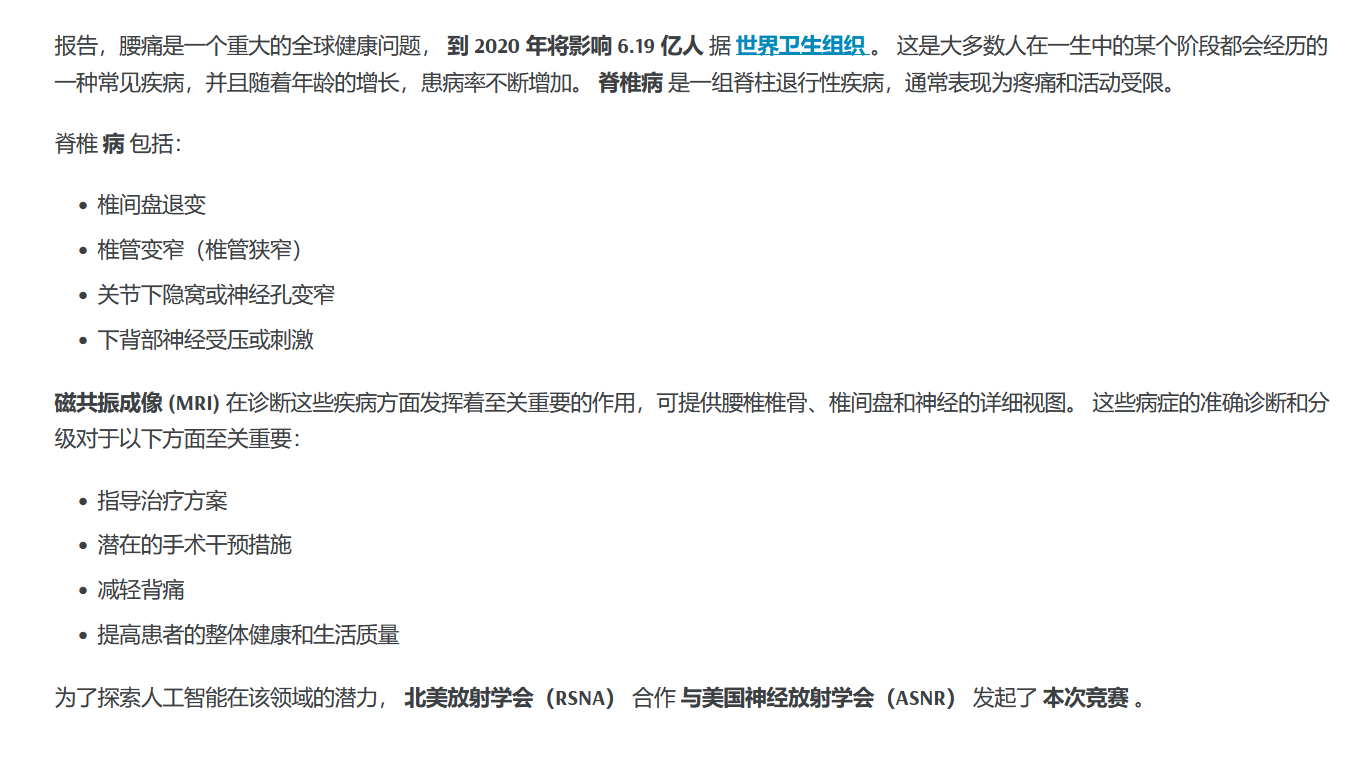 报告，腰痛是一个重大的全球健康问题， 到 2020 年将影响 6.19 亿人 据 世界卫生组织 。 这是大多数人在一生中的某个阶段都会经历的
一种常见疾病，并且随着年龄的增长，患病率不断增加。 脊椎病 是一组脊柱退行性疾病，通常表现为疼痛和活动受限。
脊椎 病 包括：
• 椎间盘退变
• 椎管变窄（椎管狭窄）
• 关节下隐窝或神经孔变窄
• 下背部神经受压或刺激
磁共振成像 (MRI) 在诊断这些疾病方面发挥着至关重要的作用，可提供腰椎椎骨、椎间盘和神经的详细视图。 这些病症的准确诊断和分
级对于以下方面至关重要：
• 指导治疗方案
• 潜在的手术干预措施
• 减轻背痛
• 提高患者的整体健康和生活质量
为了探索人工智能在该领域的潜力， 北美放射学会（RSNA） 合作 与美国神经放射学会（ASNR） 发起了 本次竞赛 。